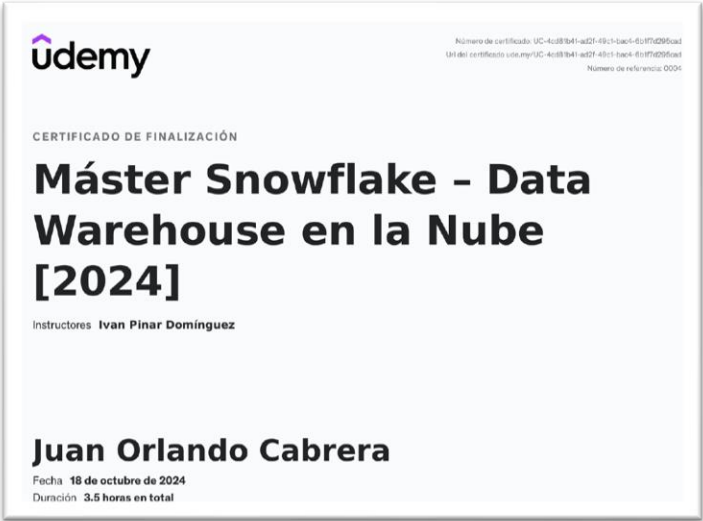 udemy
Número de certificado: UC-4cd81b41-ad2f-49c1-bac4-6b1f7d295cad
Url del certificado: ude.my/UC-4cd81b41-ad2f-49c1-bac4-6b1f7d295cad
Número de referencia: 0004
CERTIFICADO DE FINALIZACIÓN
Máster Snowflake – Data
Warehouse en la Nube
[2024]
Instructores Ivan Pinar Domínguez
Juan Orlando Cabrera
Fecha 18 de octubre de 2024
Duración 3.5 horas en total